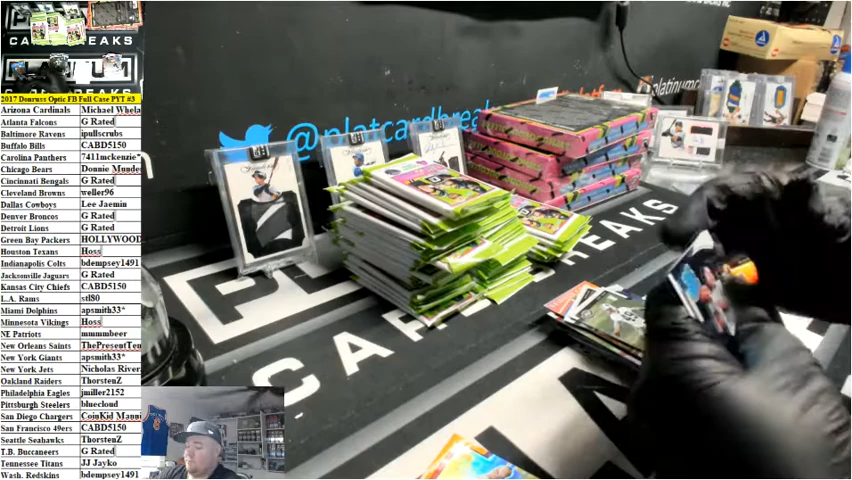 CARDBREAKS
2017 Donruss Optic FB Full Case PYT #3
Arizona Cardinals Michael Whela
Atlanta Falcons G Rated
Baltimore Ravens ipullscrubs
Buffalo Bills CABD5150
Carolina Panthers 7411mckenzie*
Chicago Bears Donnie Mundes
Cincinnati Bengals G Rated
Cleveland Browns weller96
Dallas Cowboys Lee Jaemin
Denver Broncos G Rated
Detroit Lions G Rated
Green Bay Packers HOLLYWOOD
Houston Texans Hoss
Indianapolis Colts bdempsey1491
Jacksonville Jaguars G Rated
Kansas City Chiefs CABD5150
L.A. Rams stl80
Miami Dolphins apsmith33*
Minnesota Vikings Hoss
NE Patriots mmmmbeer
New Orleans Saints ThePresentTen
New York Giants apsmith33*
New York Jets Nicholas River
Oakland Raiders ThorstenZ
Philadelphia Eagles jmiller2152
Pittsburgh Steelers bluecloud
San Diego Chargers CoinKid Manni
San Francisco 49ers CABD5150
Seattle Seahawks ThorstenZ
T.B. Buccaneers G Rated
Tennessee Titans JJ Jayko
Wash. Redskins bdempsey1491
@platcardbreaks
platinumc
CARDBREAKS